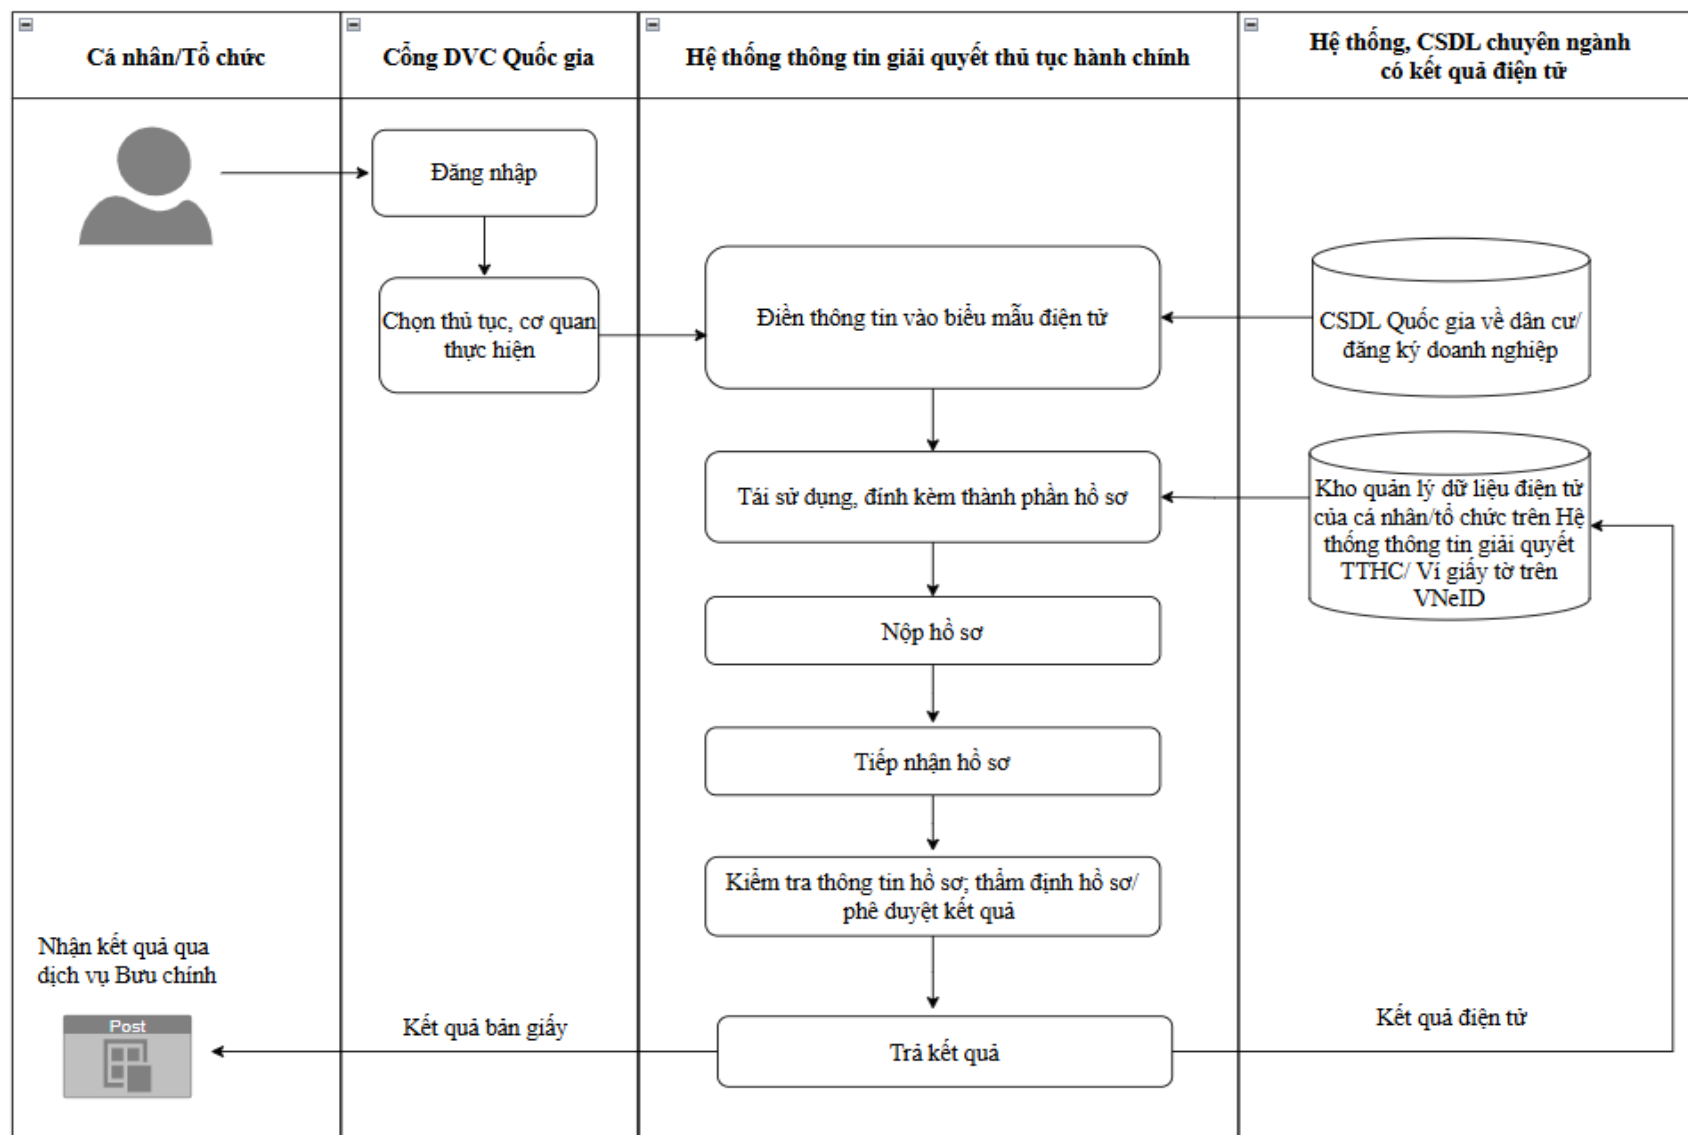 Cá nhân/Tổ chức
Cổng DVC Quốc gia
Hệ thống thông tin giải quyết thủ tục hành chính
Hệ thống, CSDL chuyên ngành
có kết quả điện tử
Đăng nhập
Chọn thủ tục, cơ quan
thực hiện
Điền thông tin vào biểu mẫu điện tử
CSDL Quốc gia về dân cư/
đăng ký doanh nghiệp
Tái sử dụng, đính kèm thành phần hồ sơ
Kho quản lý dữ liệu điện tử
của cá nhân/tổ chức trên Hệ
thống thông tin giải quyết
TTHC/ Ví giấy tờ trên
VNeID
Nộp hồ sơ
Tiếp nhận hồ sơ
Kiểm tra thông tin hồ sơ; thẩm định hồ sơ/
phê duyệt kết quả
Nhận kết quả qua
dịch vụ Bưu chính
Post
Kết quả bản giấy
Trả kết quả
Kết quả điện tử